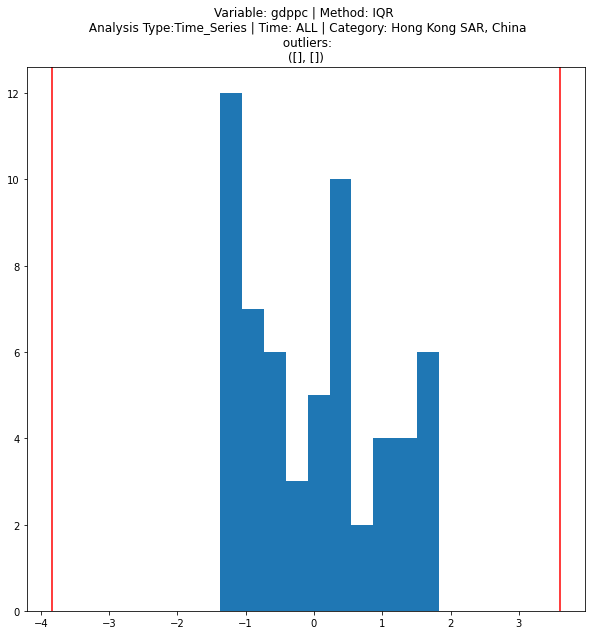 Variable: gdppc | Method: IQR
Analysis Type:Time_Series | Time: ALL | Category: Hong Kong SAR, China
outliers:
([], [])
12
10
8
6
4
2
0
−4 −3 −2 −1 0 1 2 3